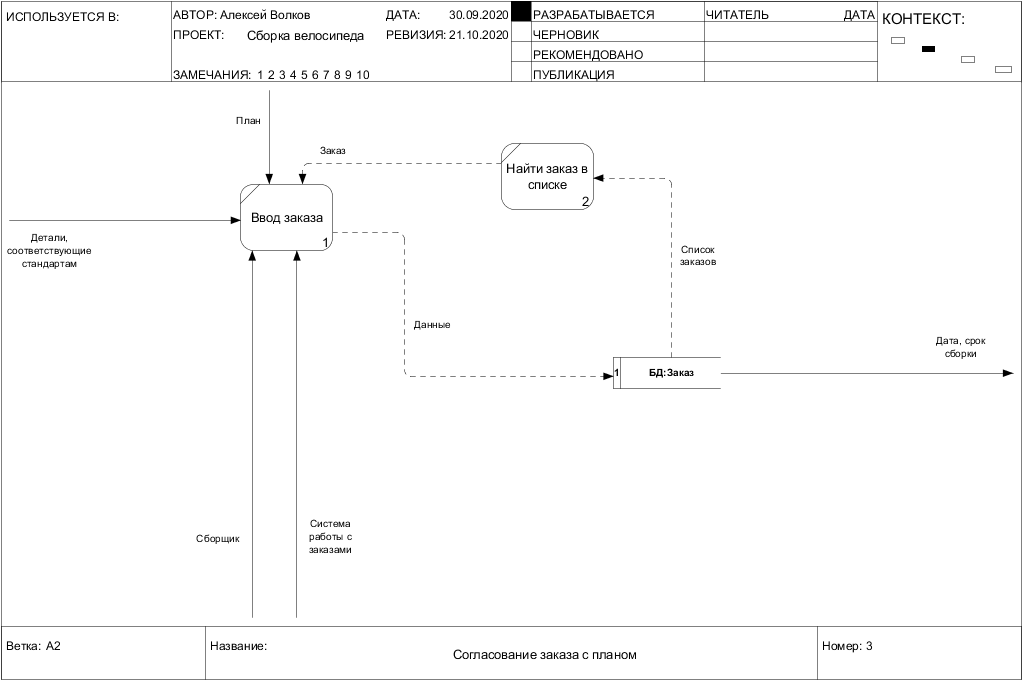 ИСПОЛЬЗУЕТСЯ В:
АВТОР: Алексей Волков
ДАТА: 30.09.2020
РАЗРАБАТЫВАЕТСЯ
ЧИТАТЕЛЬ ДАТА
КОНТЕКСТ:
ПРОЕКТ: Сборка велосипеда
РЕВИЗИЯ: 21.10.2020
ЧЕРНОВИК
РЕКОМЕНДОВАНО
ЗАМЕЧАНИЯ: 1 2 3 4 5 6 7 8 9 10
ПУБЛИКАЦИЯ
План
Заказ
Найти заказ в
списке
2
Ввод заказа
1
Детали,
соответствующие
стандартам
Список
заказов
Данные
Дата, срок
сборки
1 БД:Заказ
Сборщик
Система
работы с
заказами
Ветка: A2
Название:
Согласование заказа с планом
Номер: 3